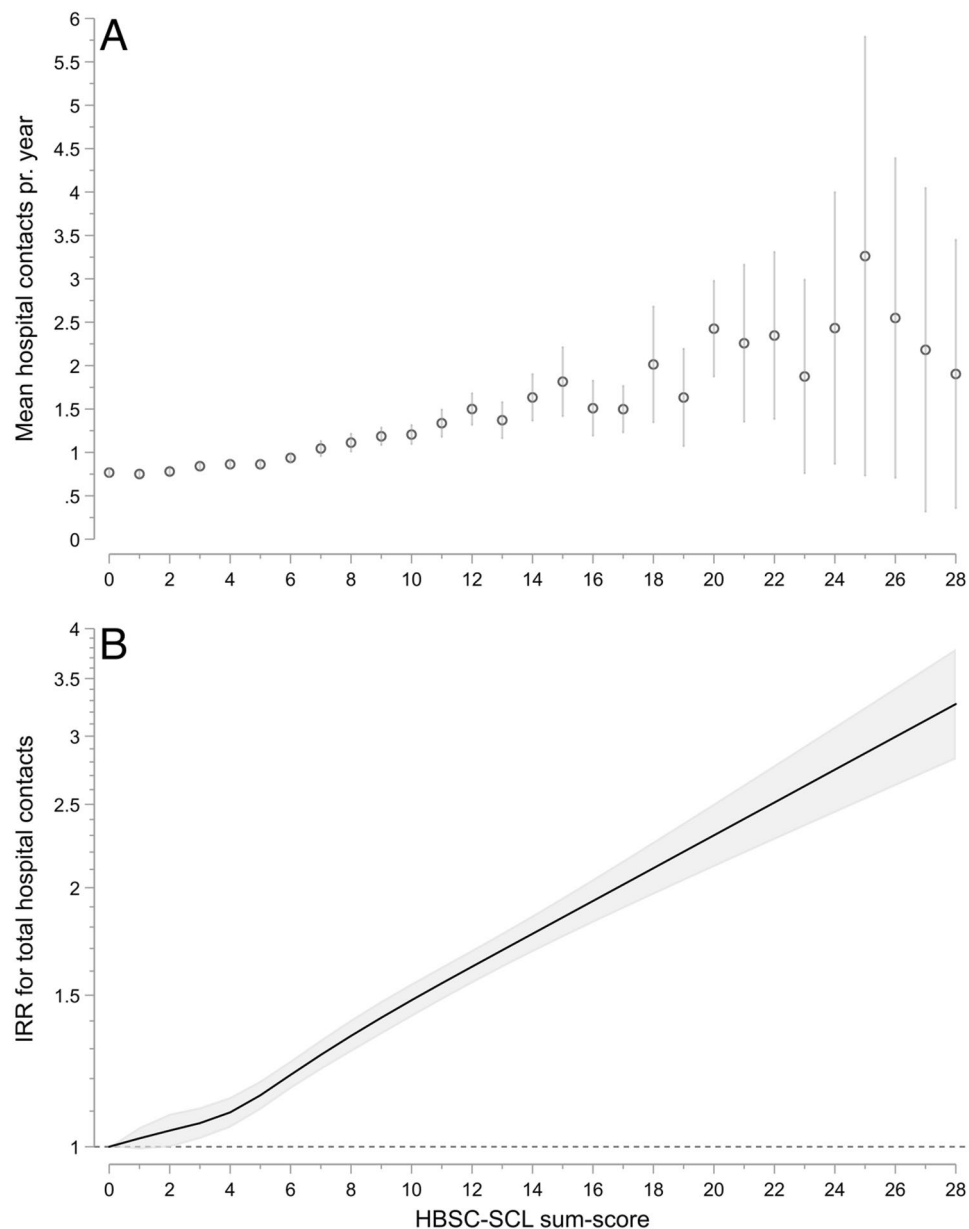 A
Mean hospital contacts pr. year
6
5.5
5
4.5
4
3.5
3
2.5
2
1.5
1
.5
0
0 2 4 6 8 10 12 14 16 18 20 22 24 26 28
B
IRR for total hospital contacts
4
3.5
3
2.5
2
1.5
1
0 2 4 6 8 10 12 14 16 18 20 22 24 26 28
HBSC-SCL sum-score